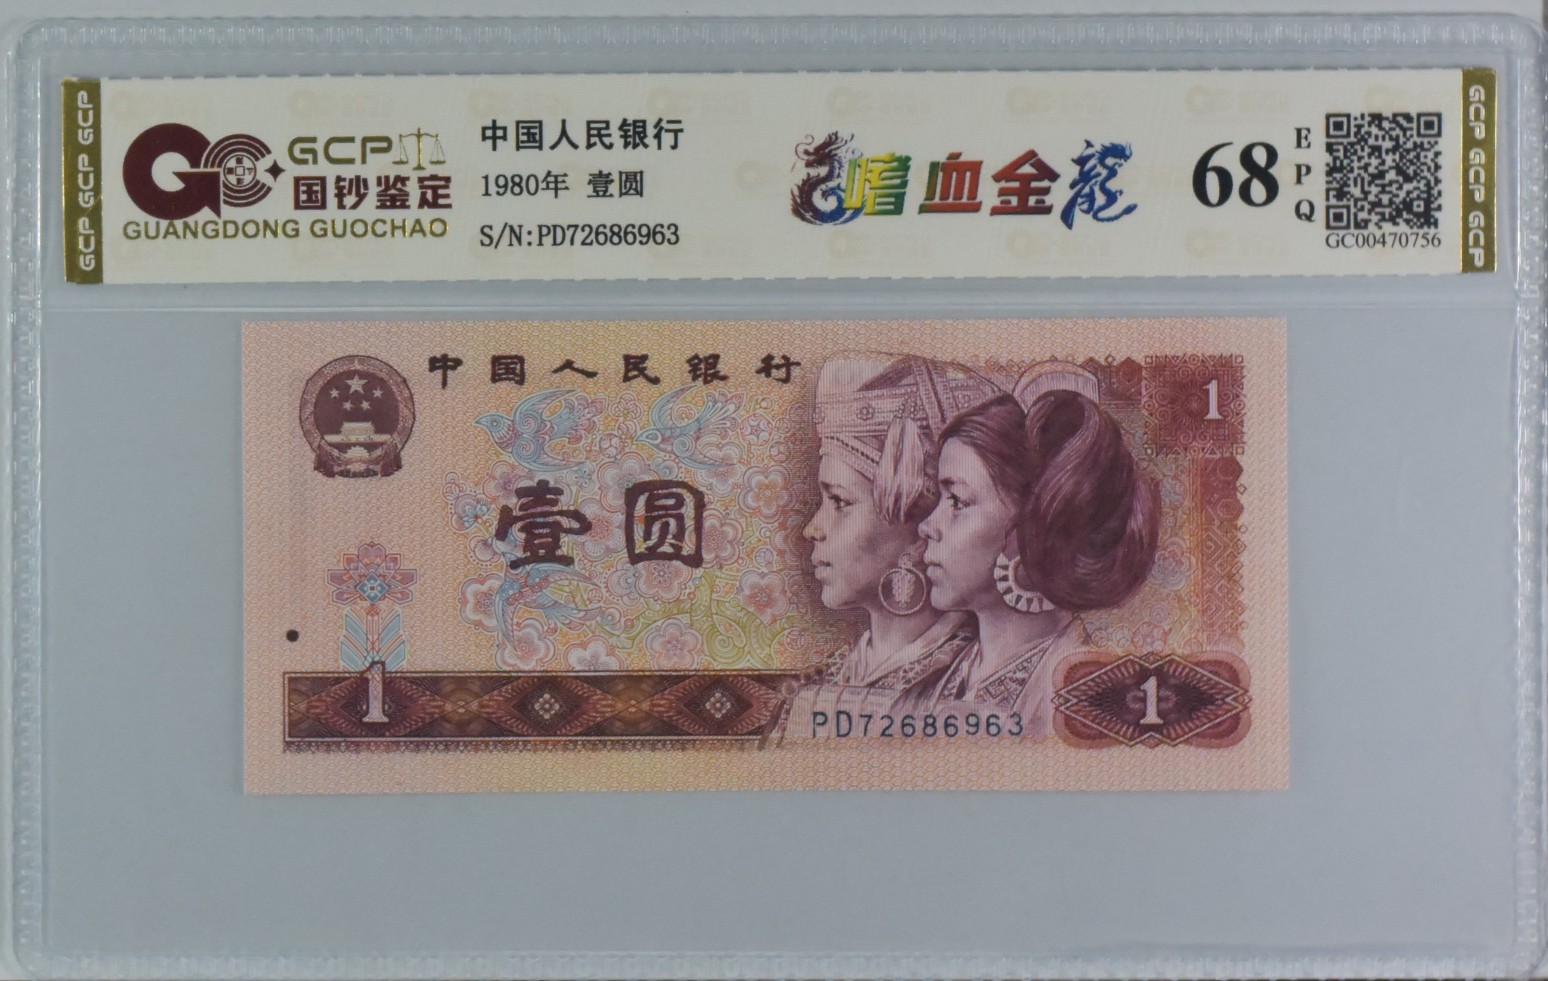 GCP GCP GCP
GCP
国钞鉴定
GUANGDONG GUOCHAO
中国人民银行
1980年 壹圆
S/N:PD72686963
嗜血金龍
68
EPQ
GC00470756
GCP GCP GCP
中国人民银行
1
壹圆
1
PD72686963
1